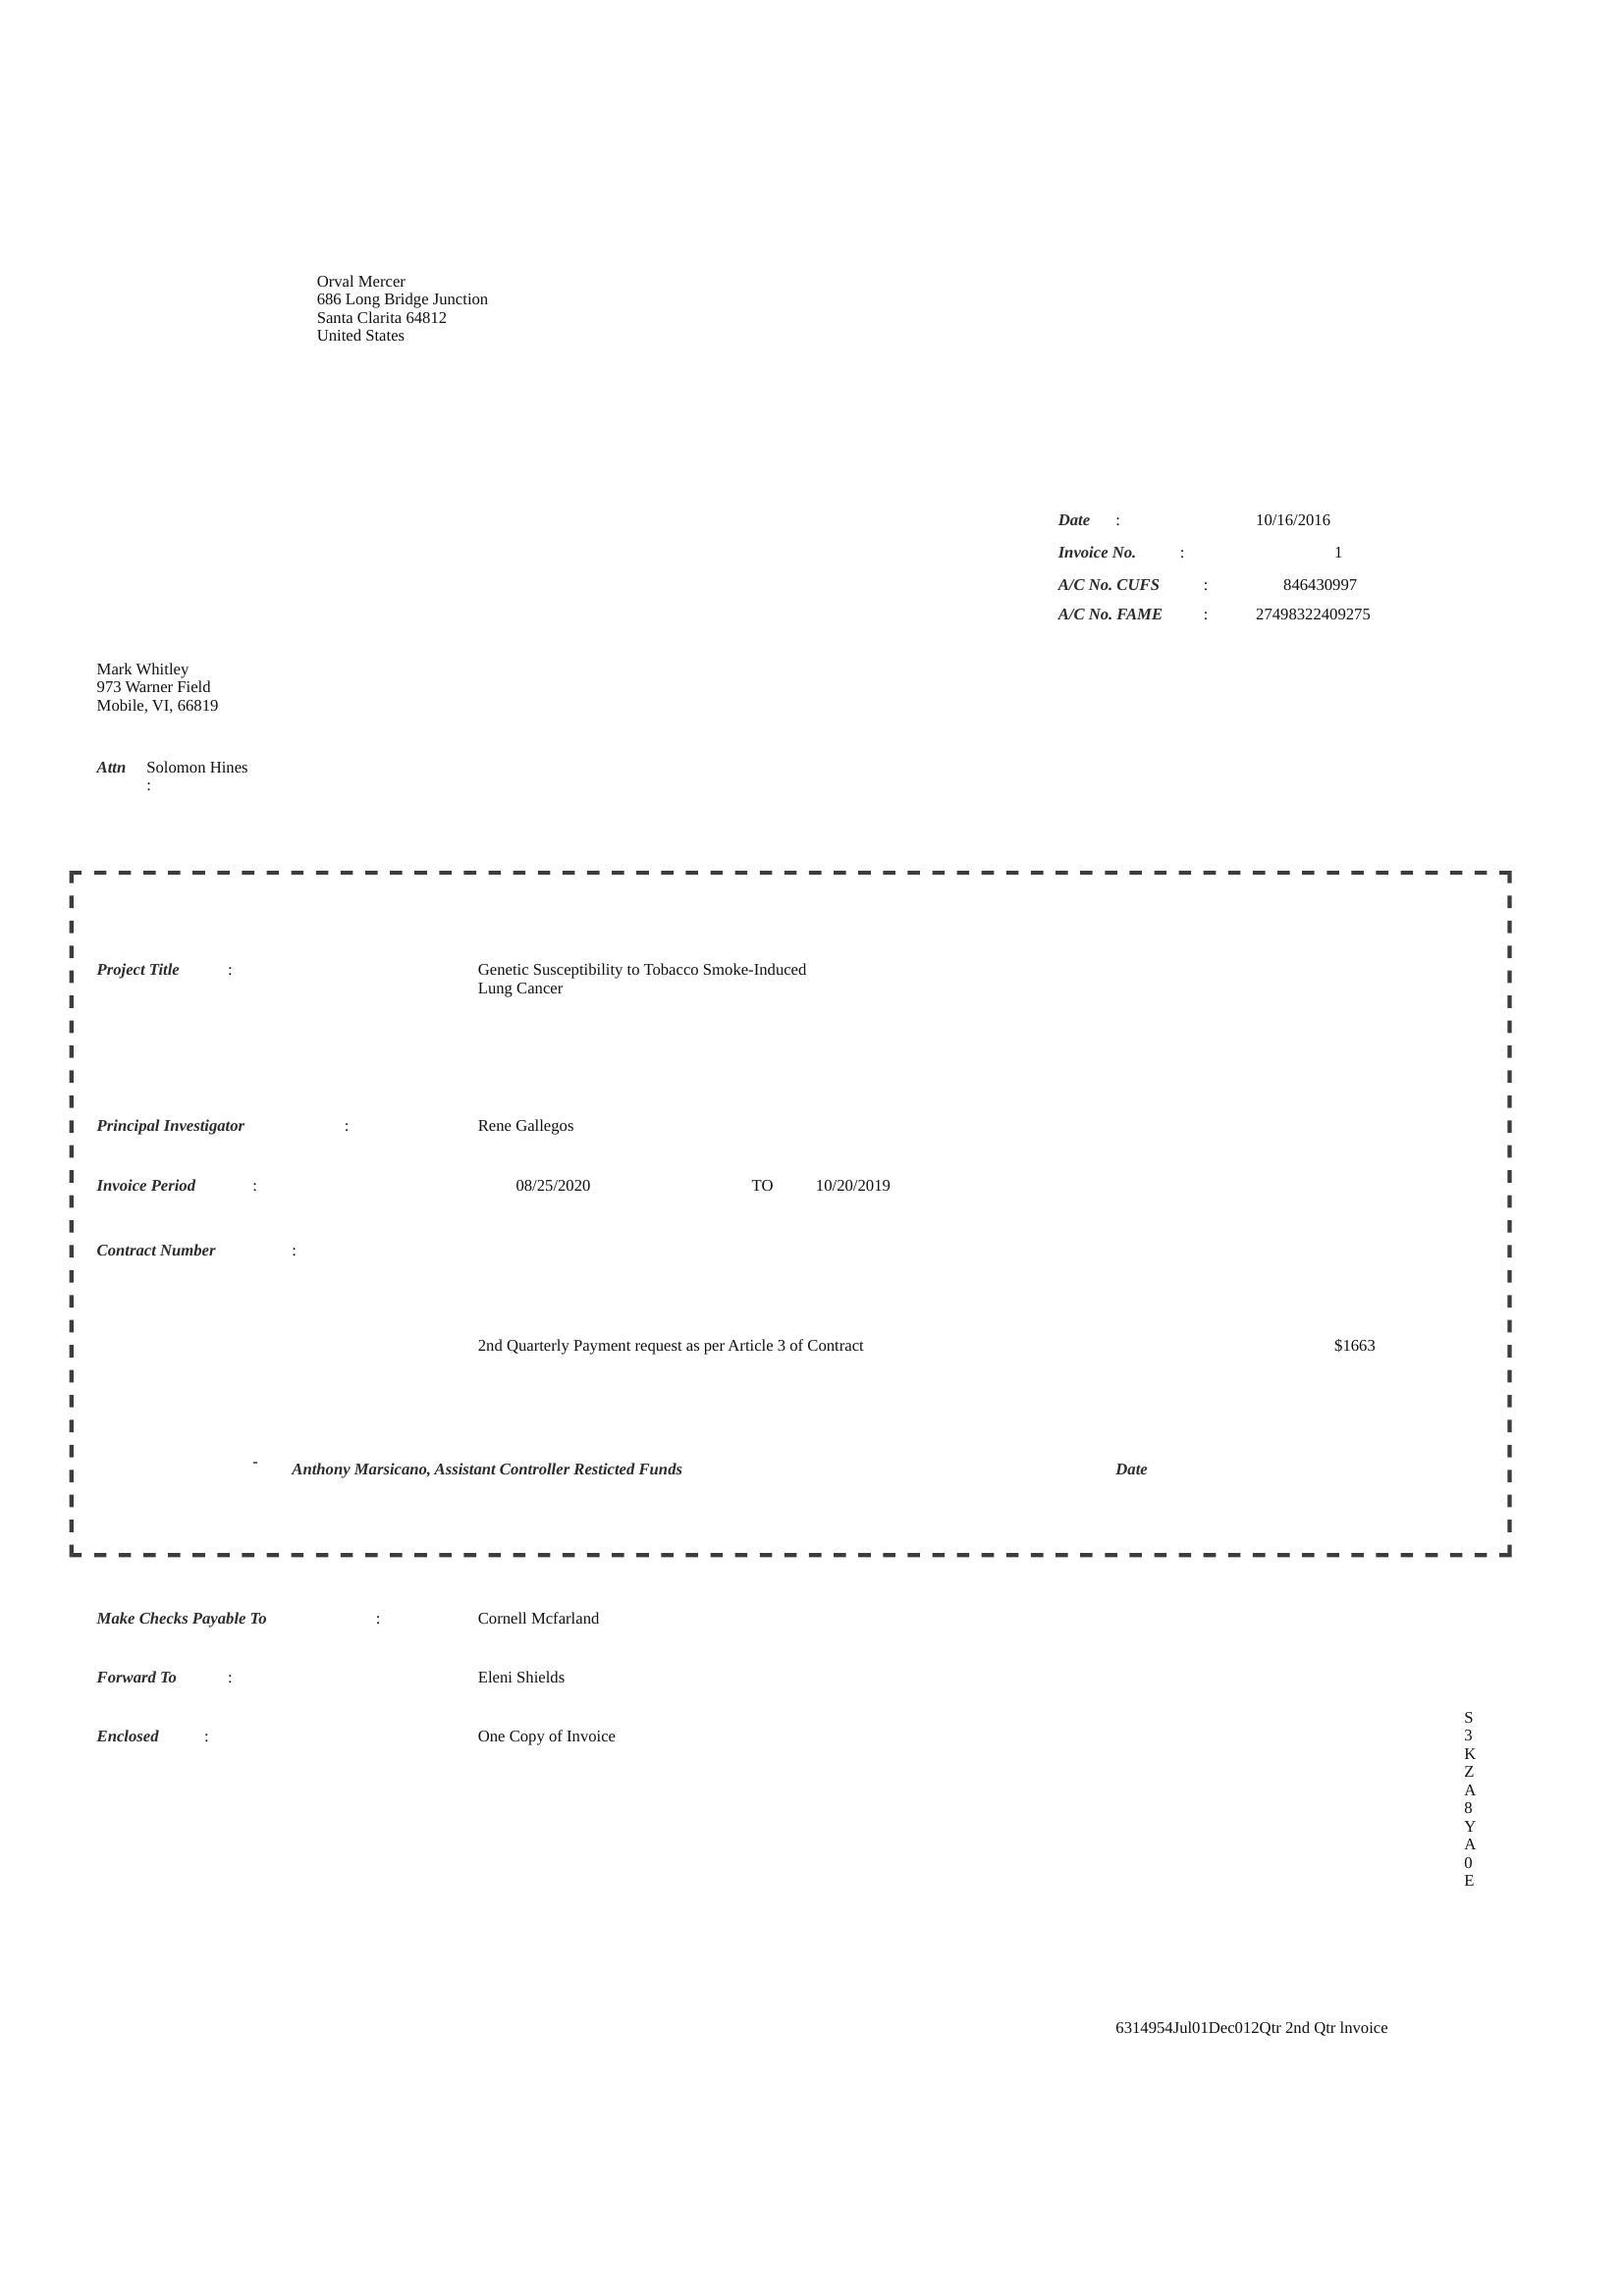 Orval Mercer
686 Long Bridge Junction
Santa Clarita 64812
United States
Date : 10/16/2016
Invoice No. : 1
A/C No. CUFS : 846430997
A/C No. FAME : 27498322409275
Mark Whitley
973 Warner Field
Mobile, VI, 66819
Attn Solomon Hines
:
Project Title : Genetic Susceptibility to Tobacco Smoke-Induced
Lung Cancer
Principal Investigator : Rene Gallegos
Invoice Period : 08/25/2020 TO 10/20/2019
Contract Number :
2nd Quarterly Payment request as per Article 3 of Contract $1663
- Anthony Marsicano, Assistant Controller Resticted Funds Date
Make Checks Payable To : Cornell Mcfarland
Forward To : Eleni Shields
Enclosed : One Copy of Invoice
S
3
K
Z
A
8
Y
A
0
E
6314954Jul01Dec012Qtr 2nd Qtr lnvoice